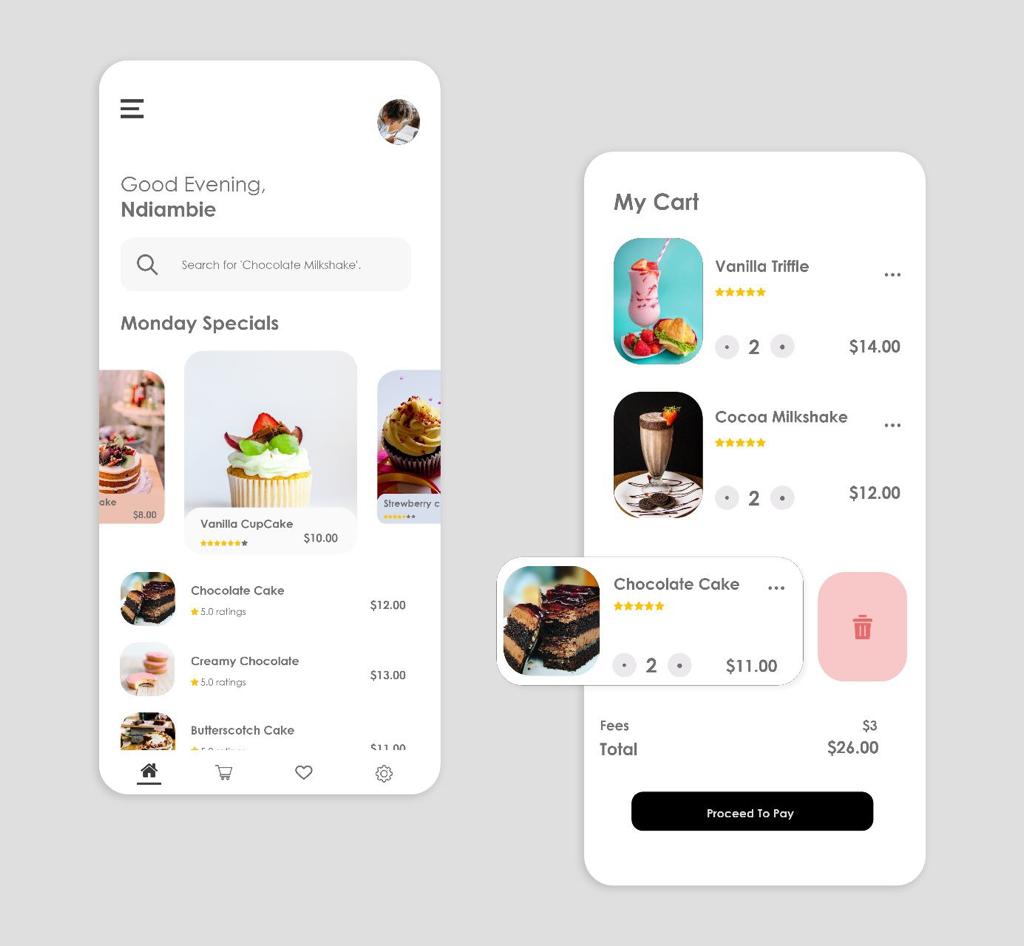 Good Evening,
Ndiambie
Search for 'Chocolate Milkshake'.
Monday Specials
ake
$8.00
Vanilla CupCake
$10.00
Strewberry c
Chocolate Cake
5.0 ratings
$12.00
Creamy Chocolate
5.0 ratings
$13.00
Butterscotch Cake
5.0 ratings
$11.00
My Cart
Vanilla Triffle
2
$14.00
Cocoa Milkshake
2
$12.00
Chocolate Cake
2
$11.00
Fees
$3
Total
$26.00
Proceed To Pay